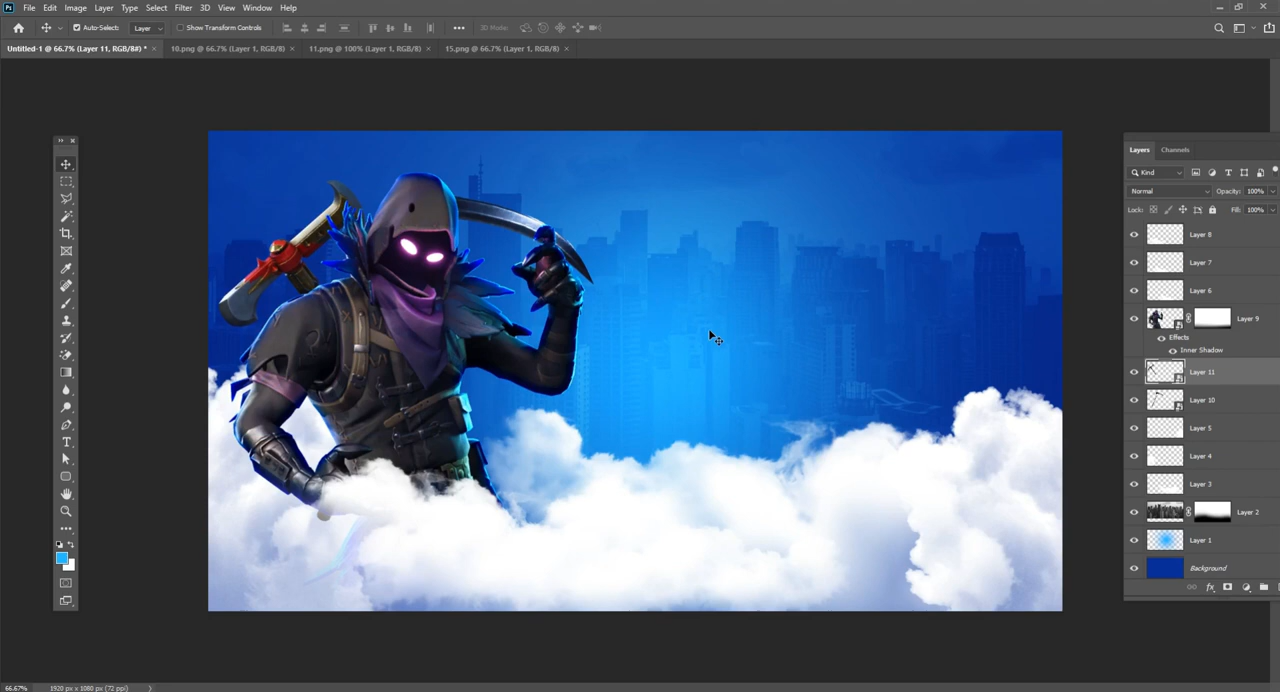 Ps File Edit Image Layer Type Select Filter 3D View Window Help
Auto-Select: Layer Show Transform Controls 3D Mode:
Untitled-1 @ 66.7% (Layer 11, RGB/8#) * 10.png @ 66.7% (Layer 1, RGB/8) 11.png @ 100% (Layer 1, RGB/8) 15.png @ 66.7% (Layer 1, RGB/8)
Layers Channels
Kind
Normal Opacity: 100%
Lock: Fill: 100%
Layer 8
Layer 7
Layer 6
Layer 9
Effects
Inner Shadow
Layer 11
Layer 10
Layer 5
Layer 4
Layer 3
Layer 2
Layer 1
Background
fx
66.67% 1920 px x 1080 px (72 ppi)